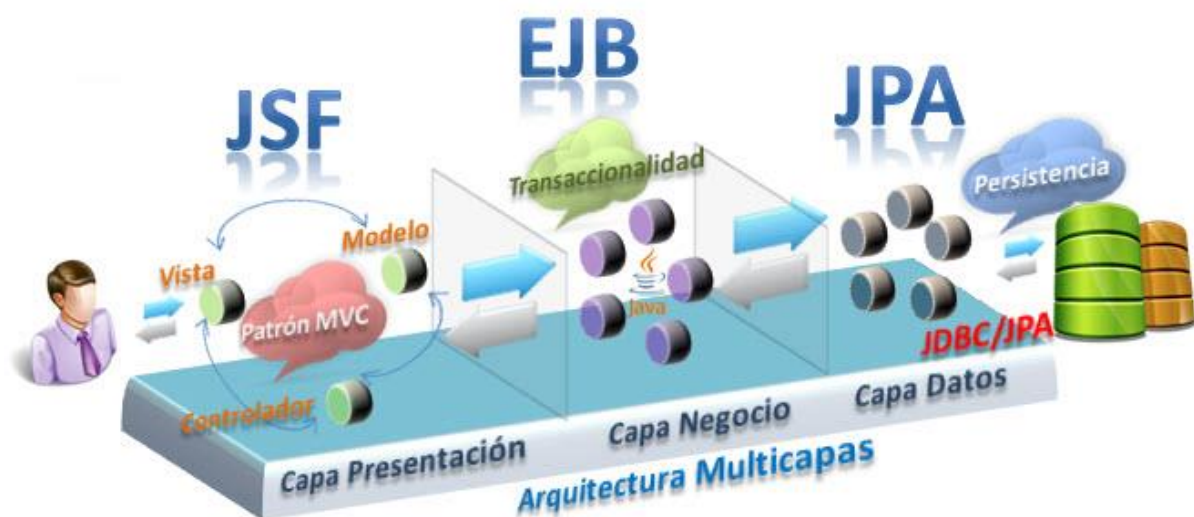 JSF
EJB
JPA
Transaccionalidad
Persistencia
Modelo
Vista
Patrón MVC
Java
Controlador
JDBC/JPA
Capa Presentación
Capa Negocio
Capa Datos
Arquitectura Multicapas